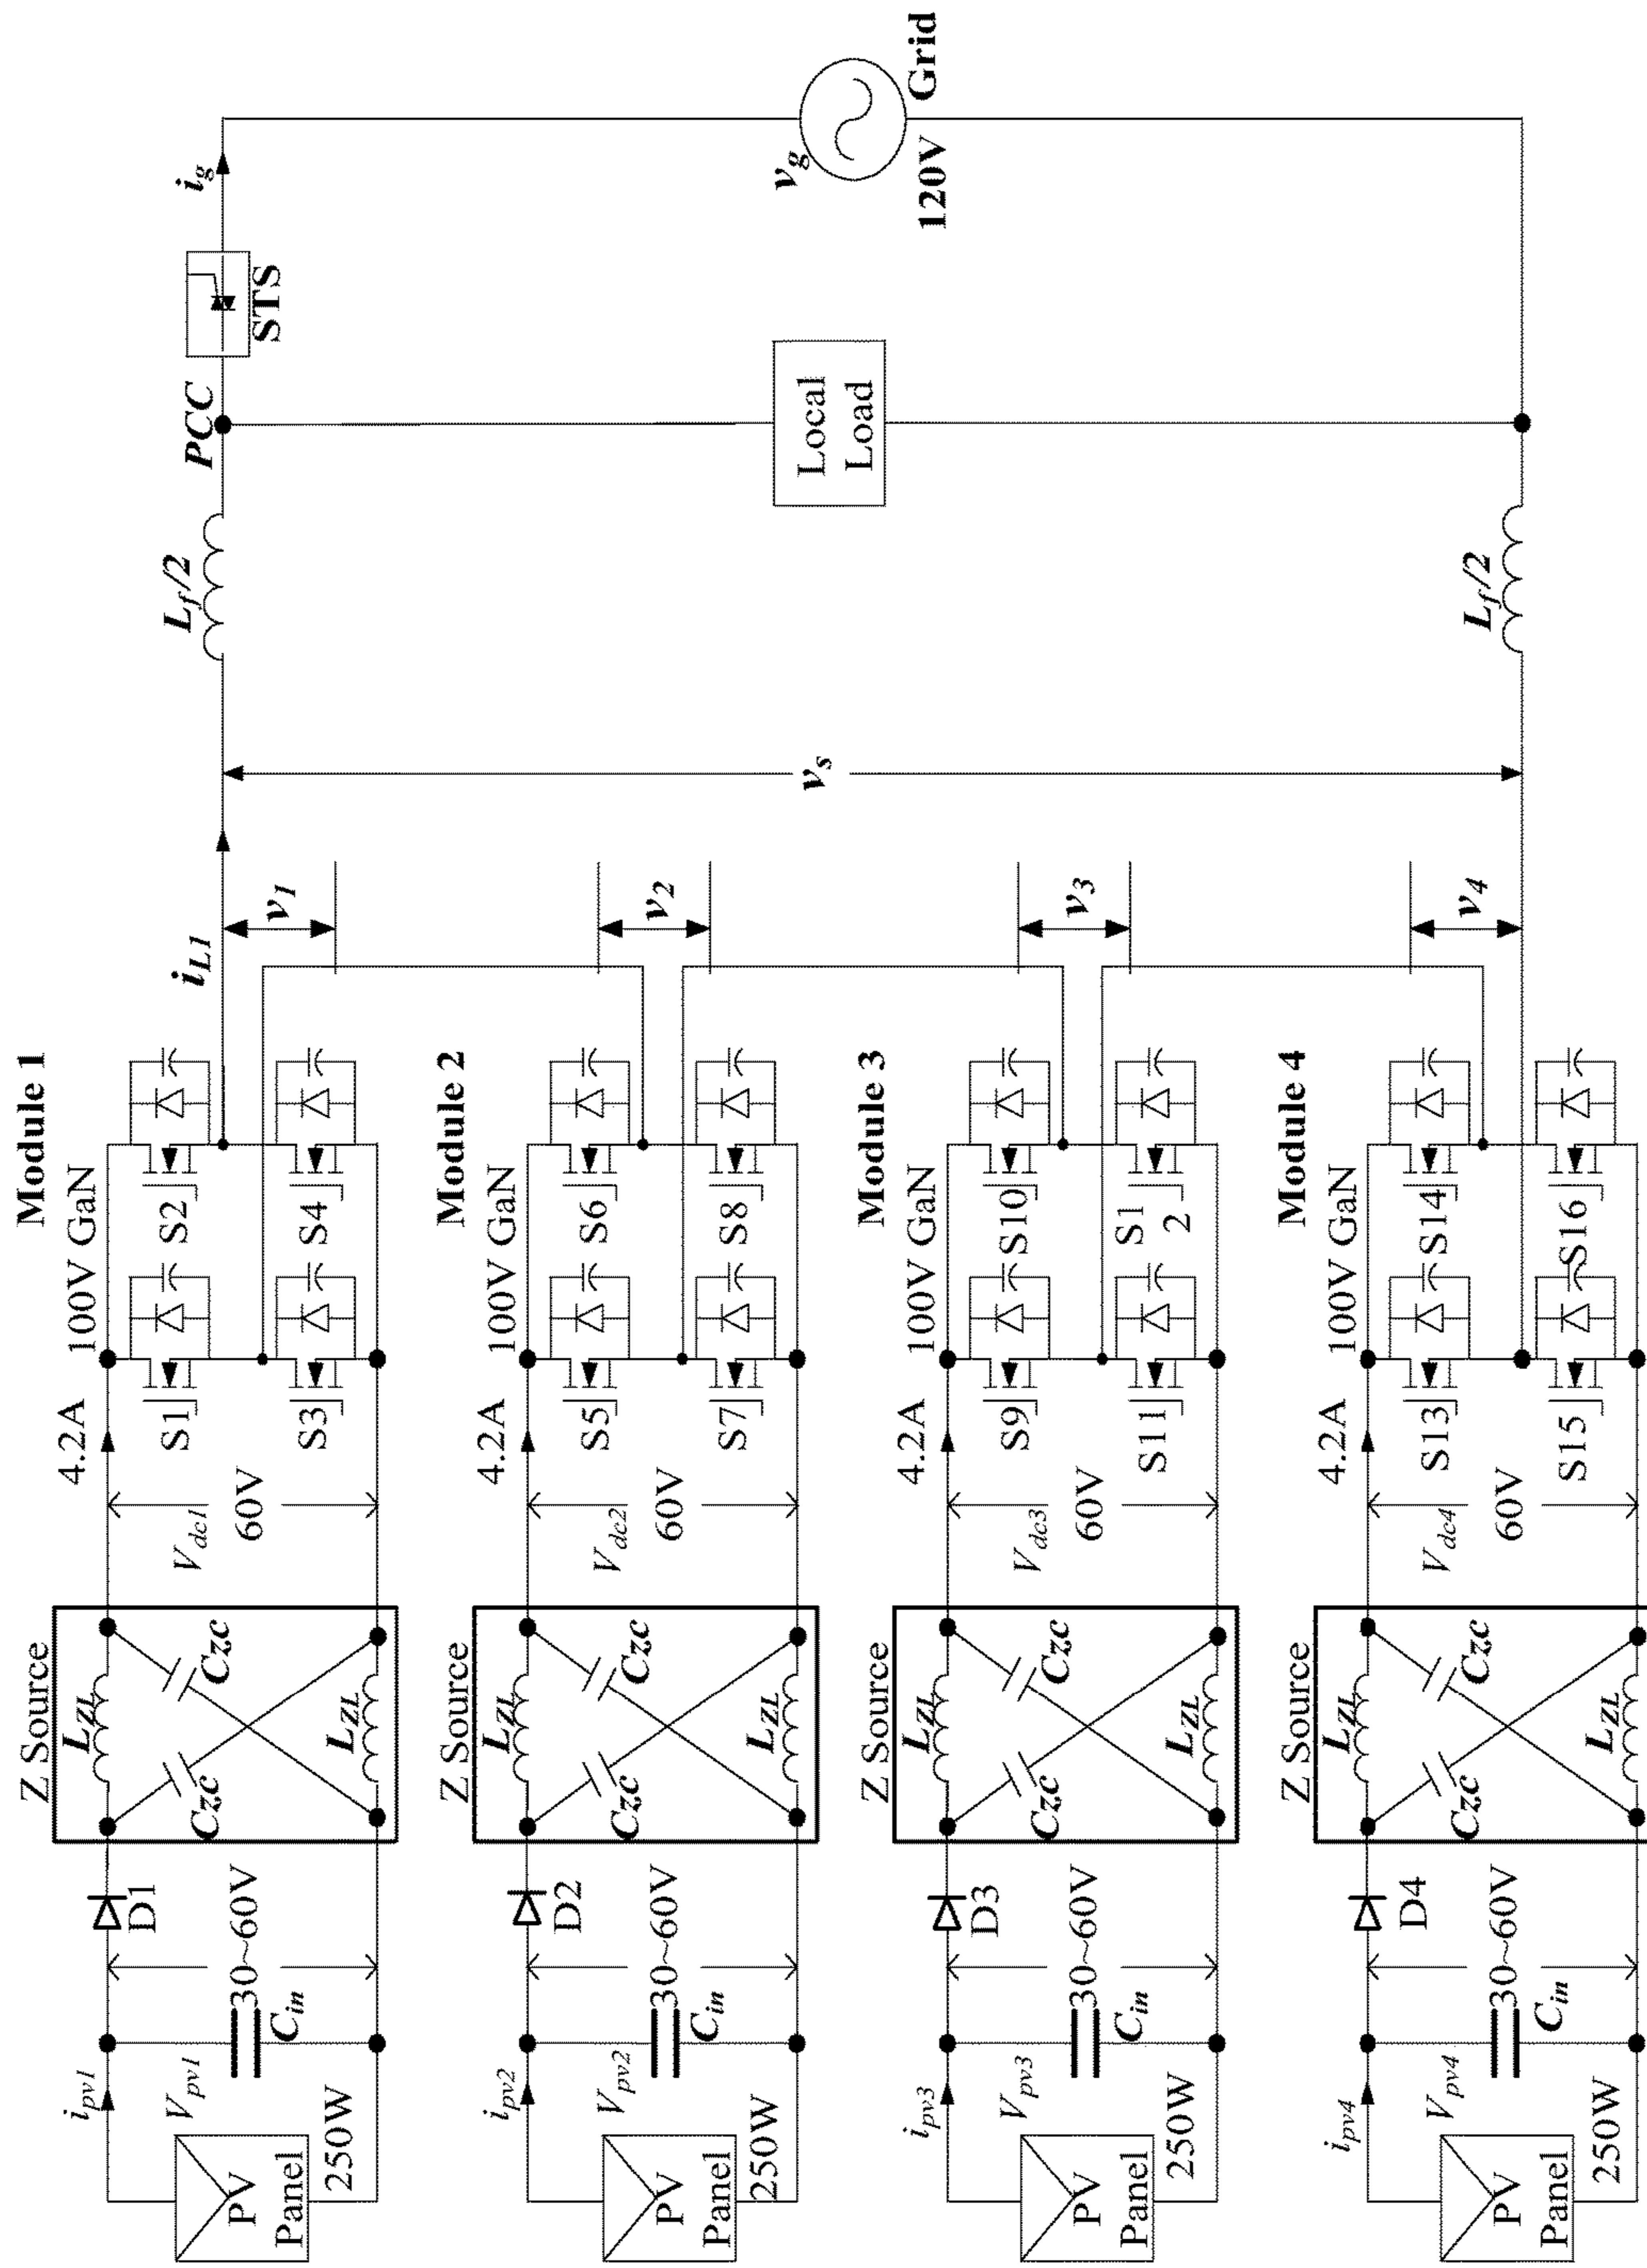 Module 1
PV
Panel
250W
i_pv1
V_pv1
C_in
30~60V
D1
Z Source
L_ZL
C_ZC
C_ZC
L_ZL
V_dc1
60V
4.2A
100V GaN
S1
S2
S3
S4
i_L1
v_1
Module 2
PV
Panel
250W
i_pv2
V_pv2
C_in
30~60V
D2
Z Source
L_ZL
C_ZC
C_ZC
L_ZL
V_dc2
60V
4.2A
100V GaN
S5
S6
S7
S8
v_2
Module 3
PV
Panel
250W
i_pv3
V_pv3
C_in
30~60V
D3
Z Source
L_ZL
C_ZC
C_ZC
L_ZL
V_dc3
60V
4.2A
100V GaN
S9
S10
S11
S1
2
v_3
Module 4
PV
Panel
250W
i_pv4
V_pv4
C_in
30~60V
D4
Z Source
L_ZL
C_ZC
C_ZC
L_ZL
V_dc4
60V
4.2A
100V GaN
S13
S14
S15
S16
v_4
v_s
L_f/2
L_f/2
PCC
STS
i_g
Local
Load
v_g
120V
Grid